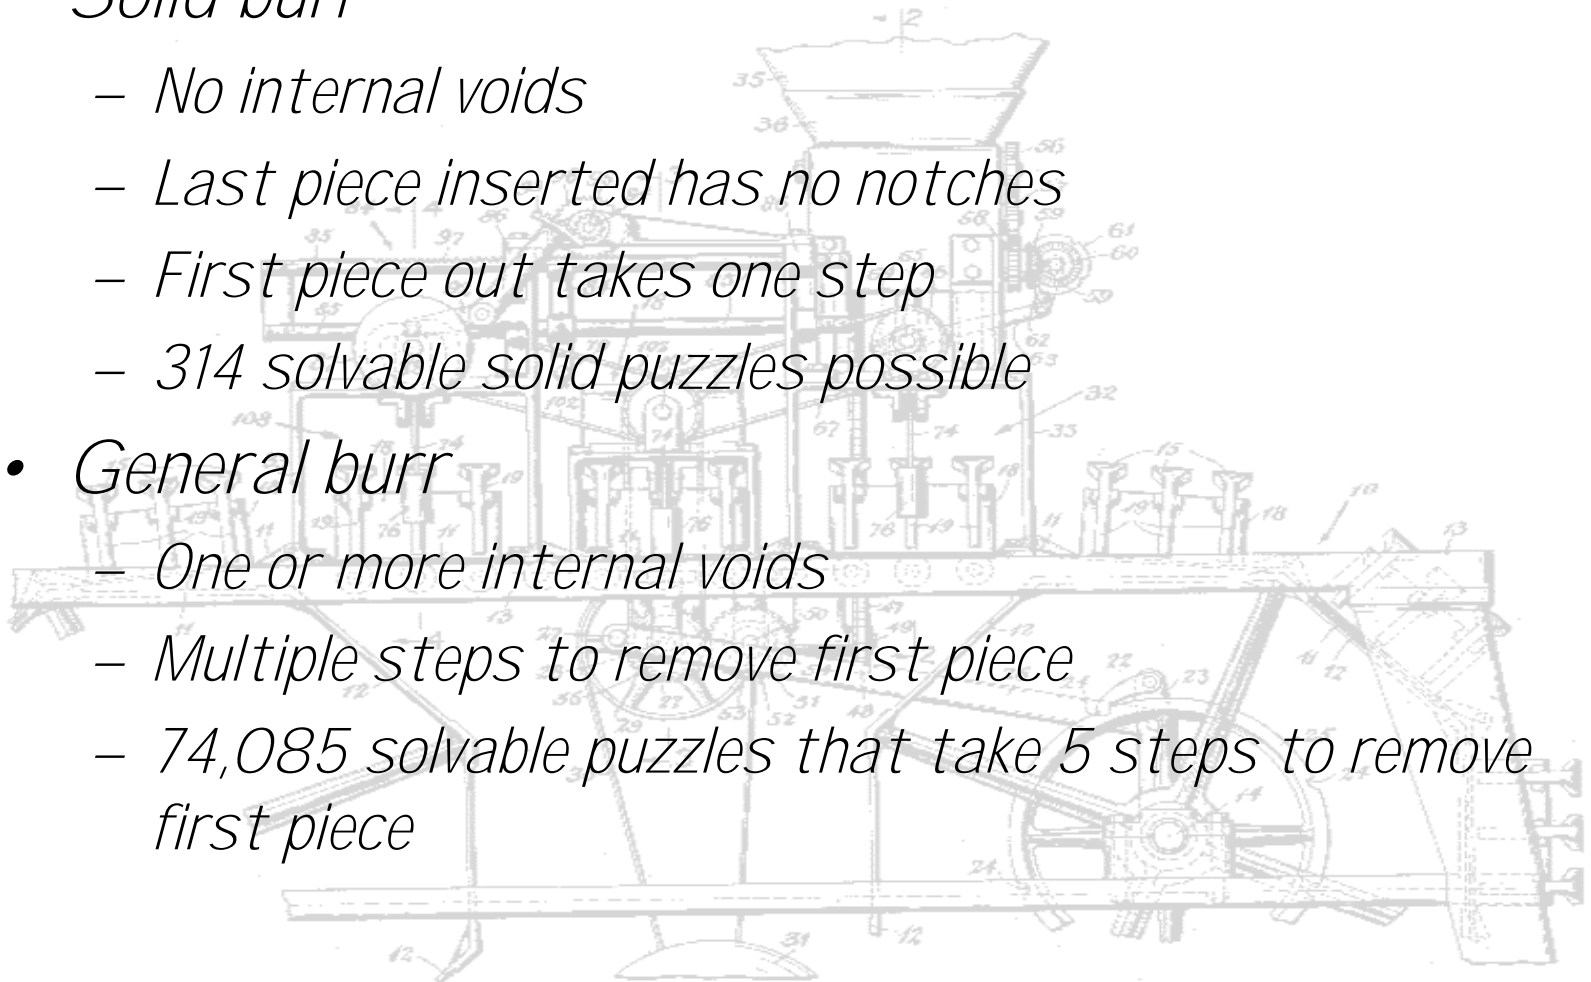 Solid burr
– No internal voids
– Last piece inserted has no notches
– First piece out takes one step
– 314 solvable solid puzzles possible
• General burr
– One or more internal voids
– Multiple steps to remove first piece
– 74,085 solvable puzzles that take 5 steps to remove
first piece